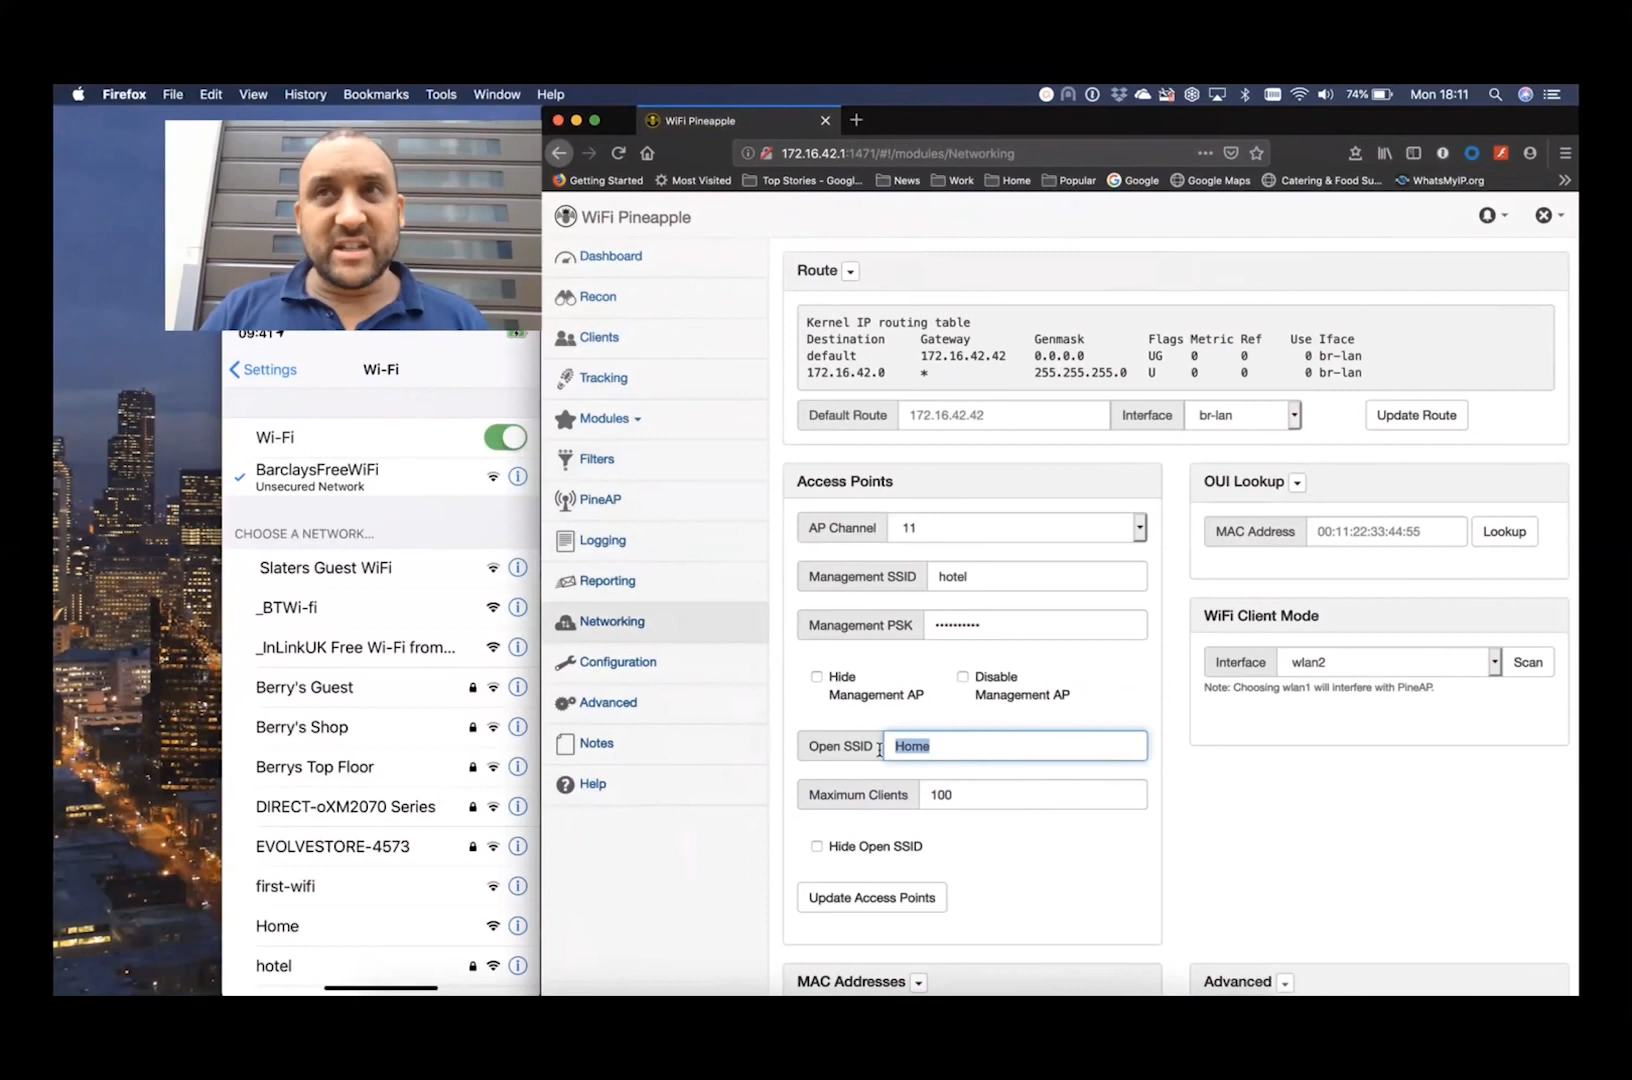 Firefox File Edit View History Bookmarks Tools Window Help
74% Mon 18:11
WiFi Pineapple
172.16.42.1:1471/#!/modules/Networking
Getting Started Most Visited Top Stories - Googl... News Work Home Popular Google Google Maps Catering & Food Su... WhatsMyIP.org
WiFi Pineapple
Dashboard
Recon
Clients
Tracking
Modules
Filters
PineAP
Logging
Reporting
Networking
Configuration
Advanced
Notes
Help
09:41
Settings Wi-Fi
Wi-Fi
BarclaysFreeWiFi
Unsecured Network
CHOOSE A NETWORK...
Slaters Guest WiFi
_BTWi-fi
_InLinkUK Free Wi-Fi from...
Berry's Guest
Berry's Shop
Berrys Top Floor
DIRECT-oXM2070 Series
EVOLVESTORE-4573
first-wifi
Home
hotel
Route
Kernel IP routing table
Destination Gateway Genmask Flags Metric Ref Use Iface
default 172.16.42.42 0.0.0.0 UG 0 0 0 br-lan
172.16.42.0 * 255.255.255.0 U 0 0 0 br-lan
Default Route 172.16.42.42 Interface br-lan Update Route
Access Points
AP Channel 11
Management SSID hotel
Management PSK ••••••••••
Hide Management AP
Disable Management AP
Open SSID Home
Maximum Clients 100
Hide Open SSID
Update Access Points
OUI Lookup
MAC Address 00:11:22:33:44:55 Lookup
WiFi Client Mode
Interface wlan2 Scan
Note: Choosing wlan1 will interfere with PineAP.
MAC Addresses
Advanced